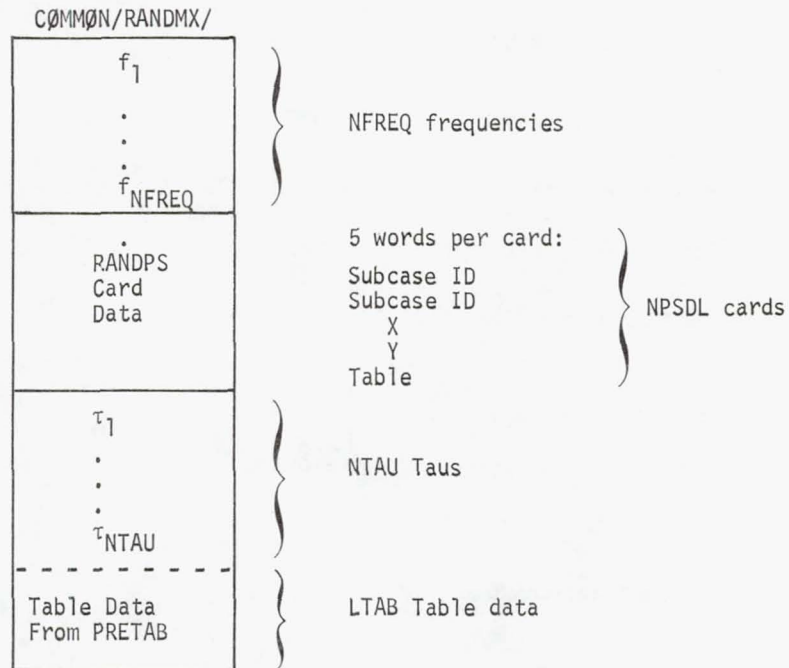 CØMMØN/RANDMX/
f1
.
.
.
fNFREQ
NFREQ frequencies
.
RANDPS
Card
Data
5 words per card:
Subcase ID
Subcase ID
X
Y
Table
NPSDL cards
τ1
.
.
.
τNTAU
NTAU Taus
Table Data
From PRETAB
LTAB Table data